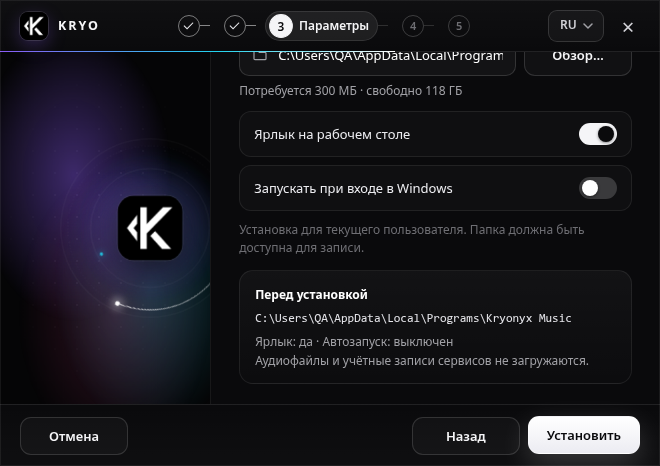 KRYO
3 Параметры
4
5
RU
C:\Users\QA\AppData\Local\Program
Обзор...
Потребуется 300 МБ · свободно 118 ГБ
Ярлык на рабочем столе
Запускать при входе в Windows
Установка для текущего пользователя. Папка должна быть
доступна для записи.
Перед установкой
C:\Users\QA\AppData\Local\Programs\Kryonyx Music
Ярлык: да · Автозапуск: выключен
Аудиофайлы и учётные записи сервисов не загружаются.
Отмена
Назад
Установить